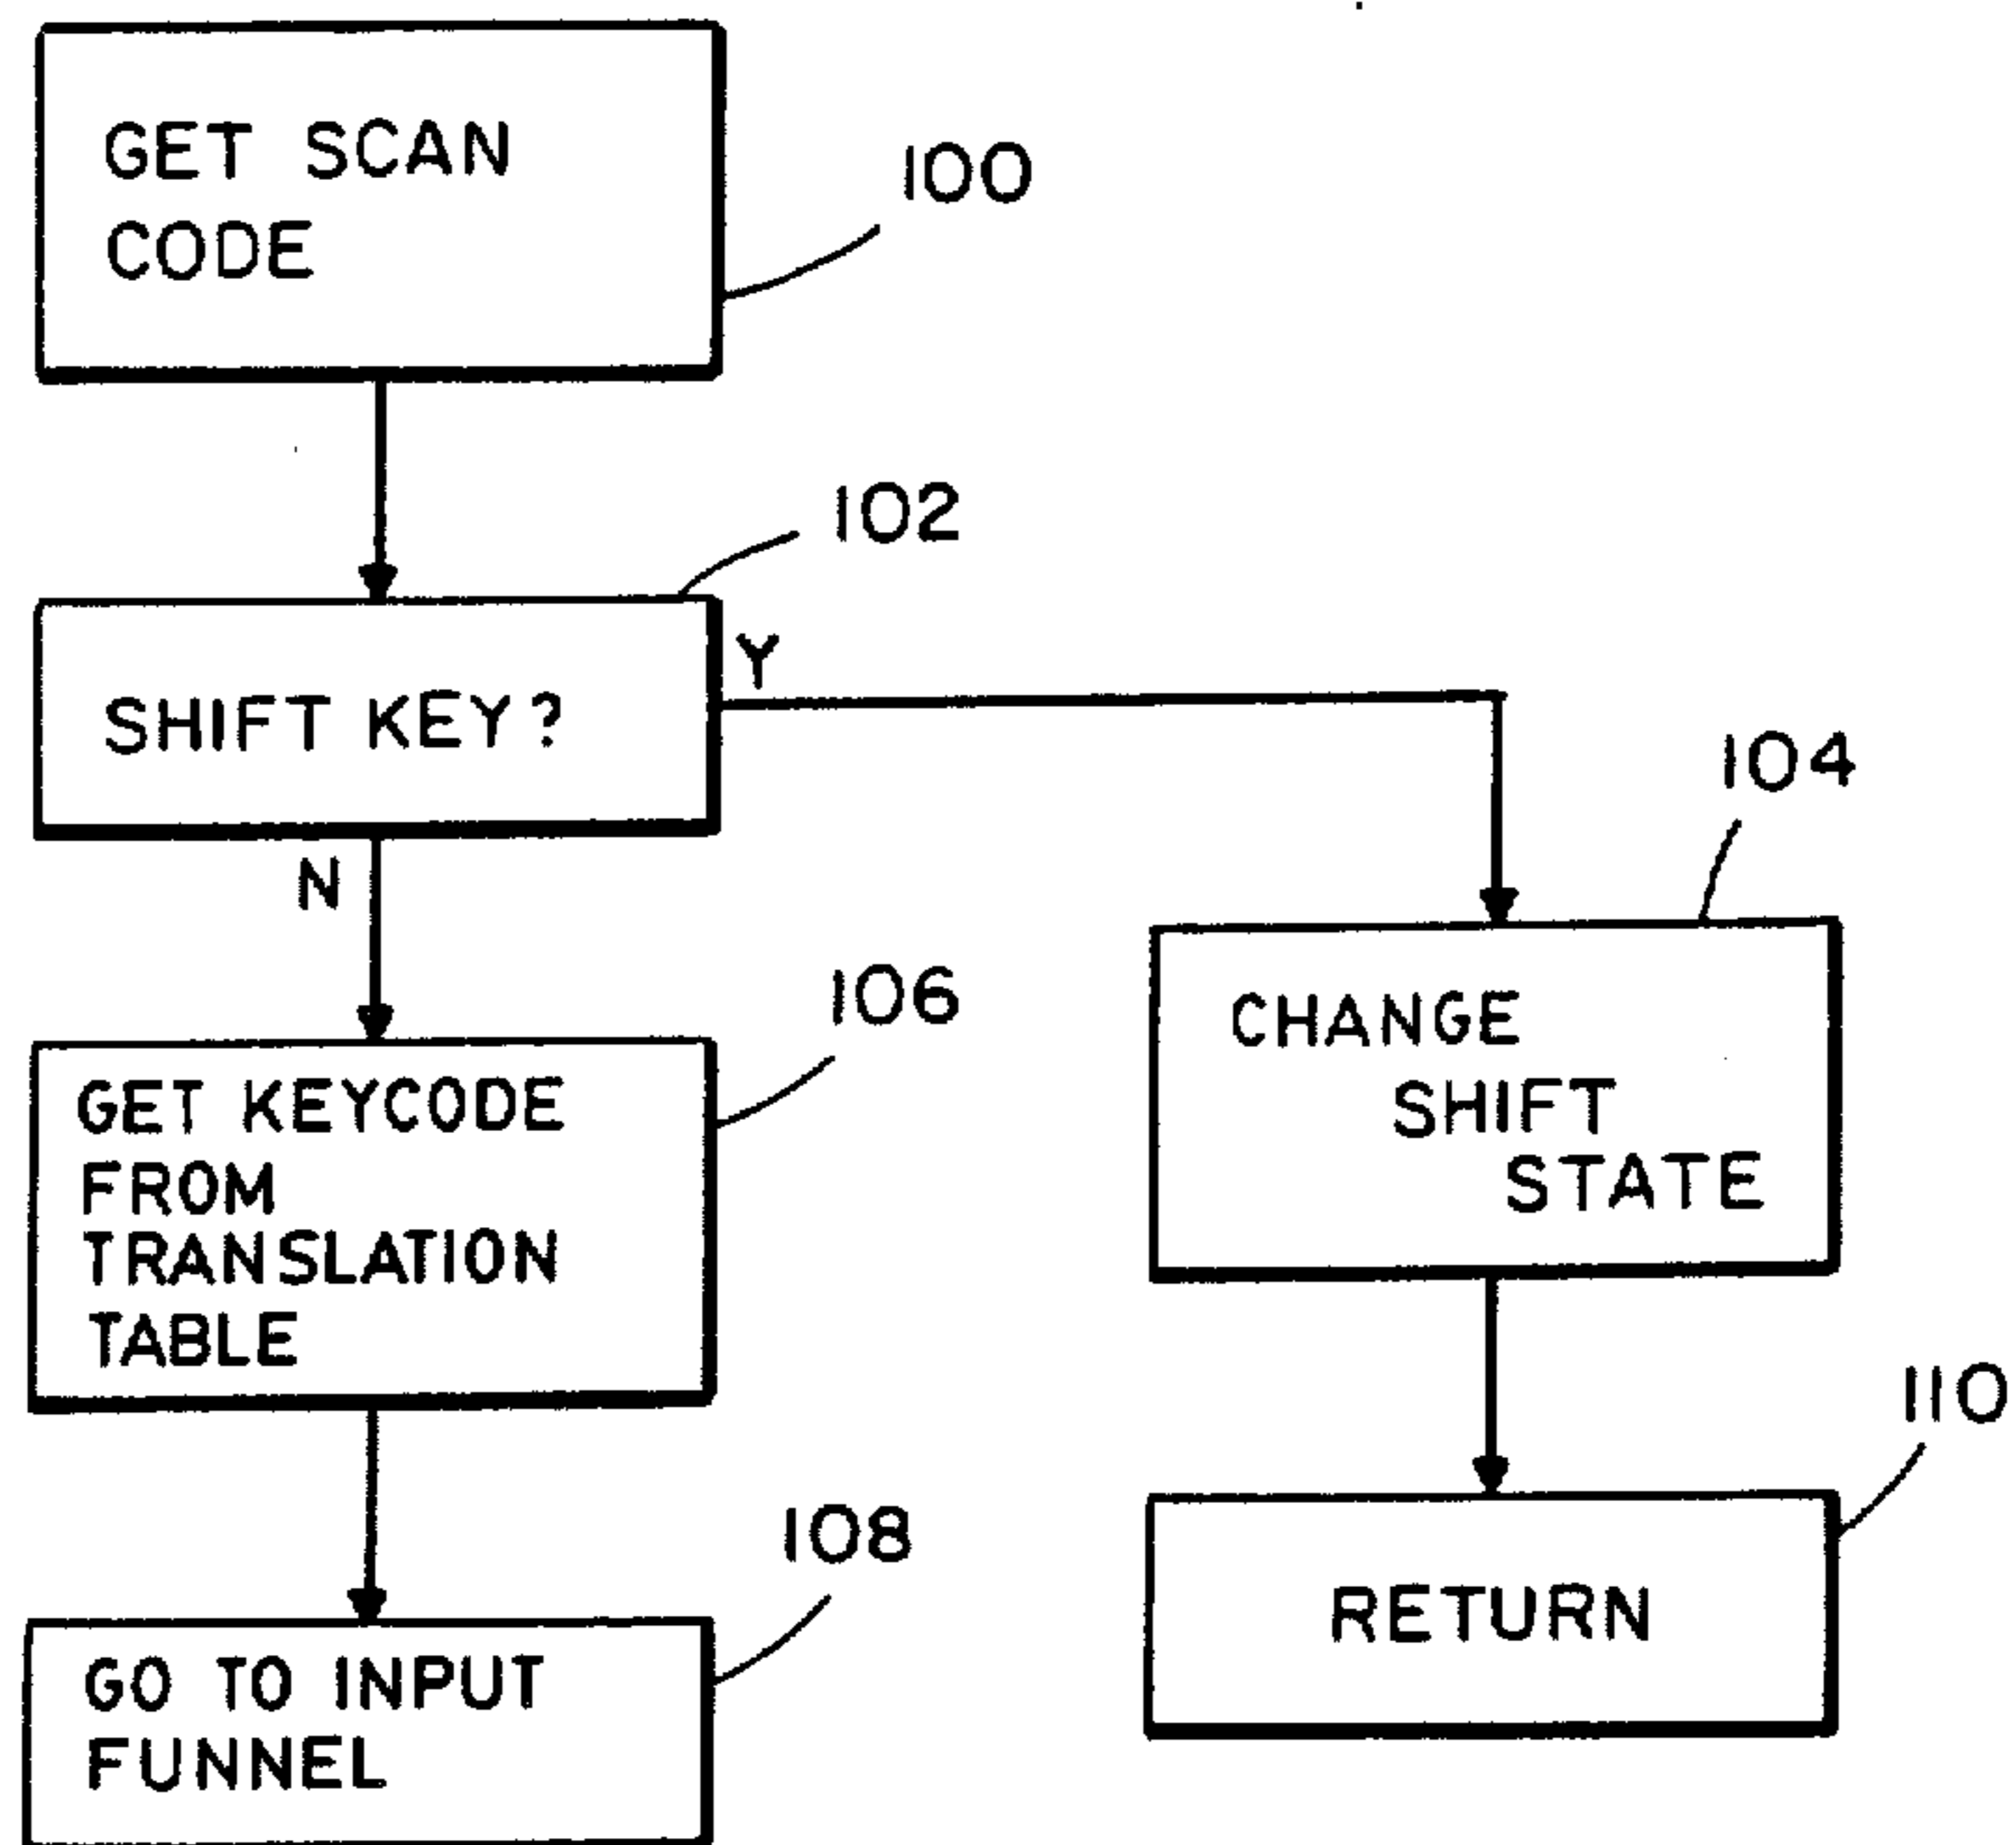 GET SCAN
CODE
100
102
SHIFT KEY?
Y
N
104
CHANGE
SHIFT
STATE
106
GET KEYCODE
FROM
TRANSLATION
TABLE
110
RETURN
108
GO TO INPUT
FUNNEL